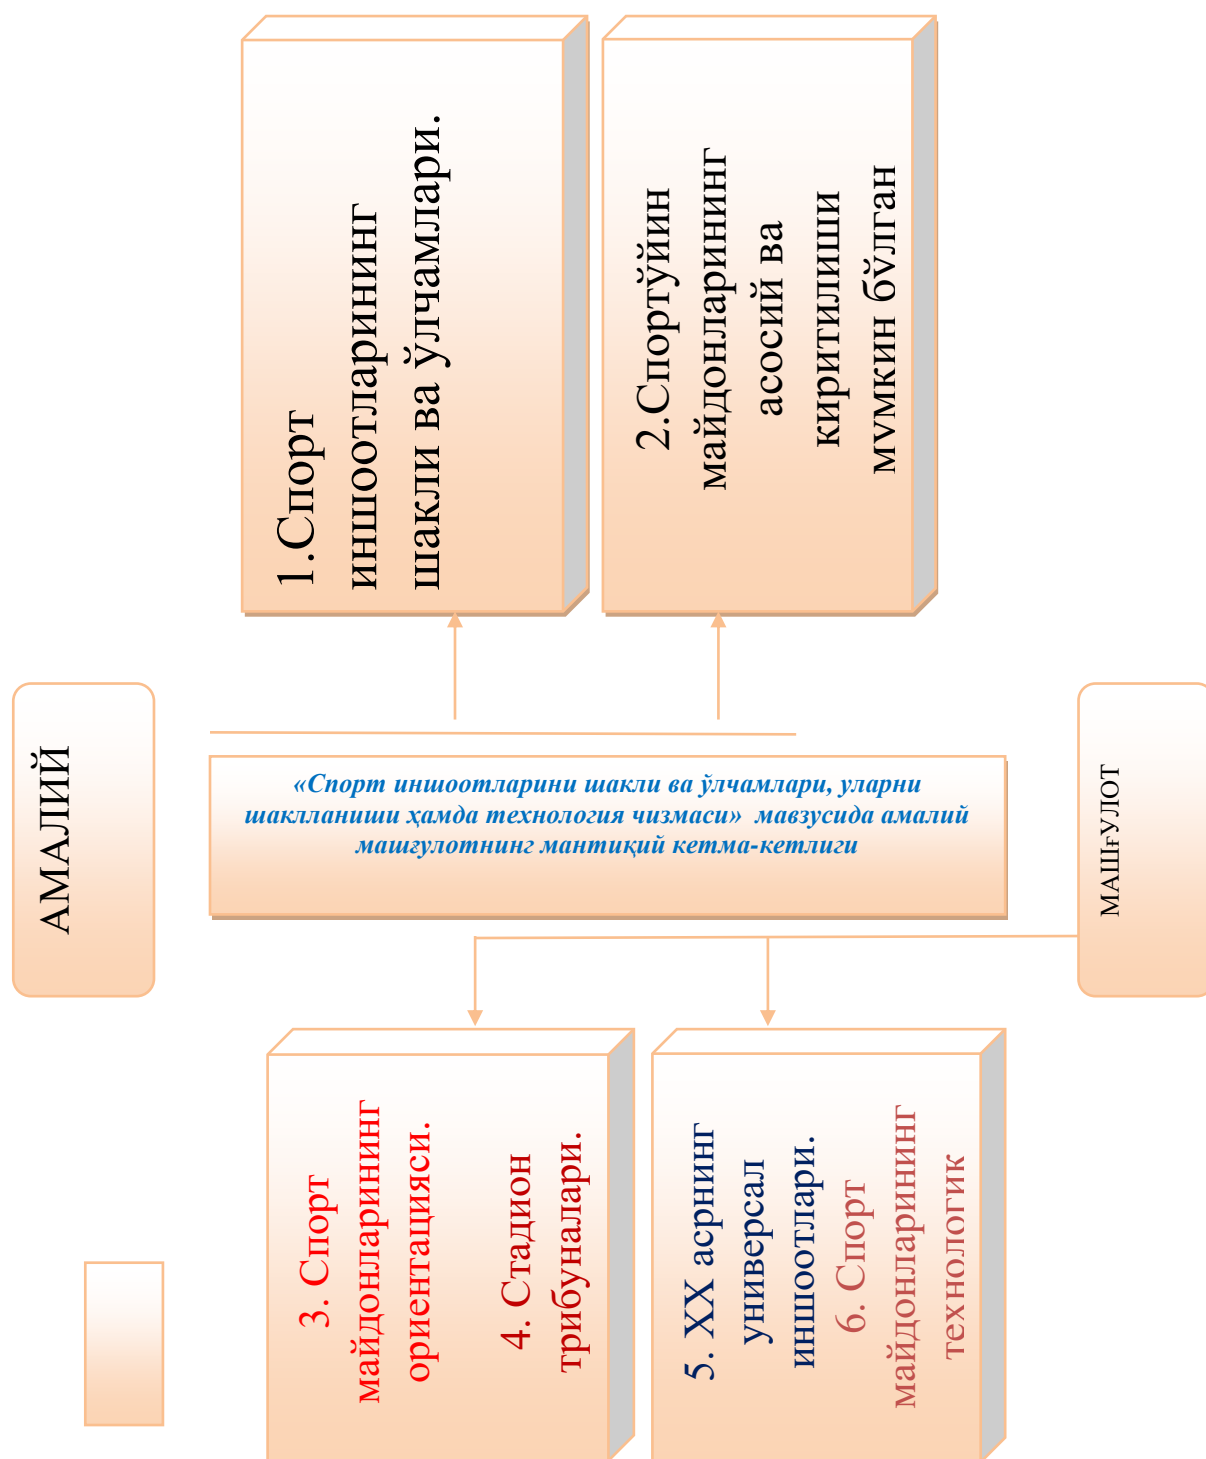 1.Спорт
иншоотларининг
шакли ва ўлчамлари.
2.Спортўйин
майдонларининг
асосий ва
киритилиши
мумкин бўлган
АМАЛИЙ
«Спорт иншоотларини шакли ва ўлчамлари, уларни
шаклланиши ҳамда технология чизмаси» мавзусида амалий
машғулотнинг мантиқий кетма-кетлиги
МАШғУЛОТ
3. Спорт
майдонларининг
ориентацияси.
4. Стадион
трибуналари.
5. XX асрнинг
универсал
иншоотлари.
6. Спорт
майдонларининг
технологик